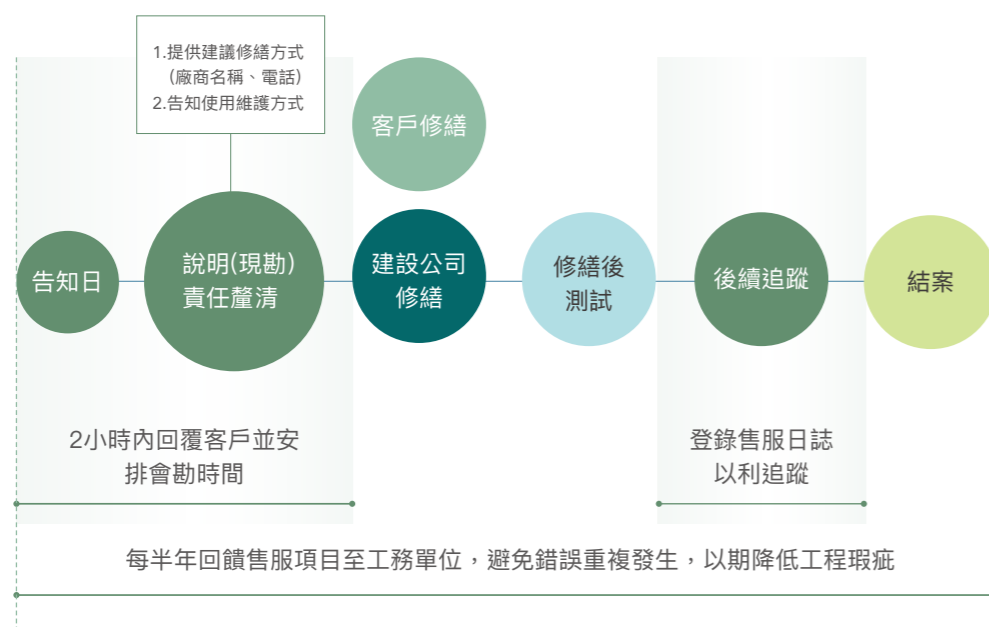 1.提供建議修繕方式
(廠商名稱、電話)
2.告知使用維護方式
客戶修繕
告知日
說明(現勘)
責任釐清
建設公司
修繕
修繕後
測試
後續追蹤
結案
2小時內回覆客戶並安
排會勘時間
登錄售服日誌
以利追蹤
每半年回饋售服項目至工務單位，避免錯誤重複發生，以期降低工程瑕疵